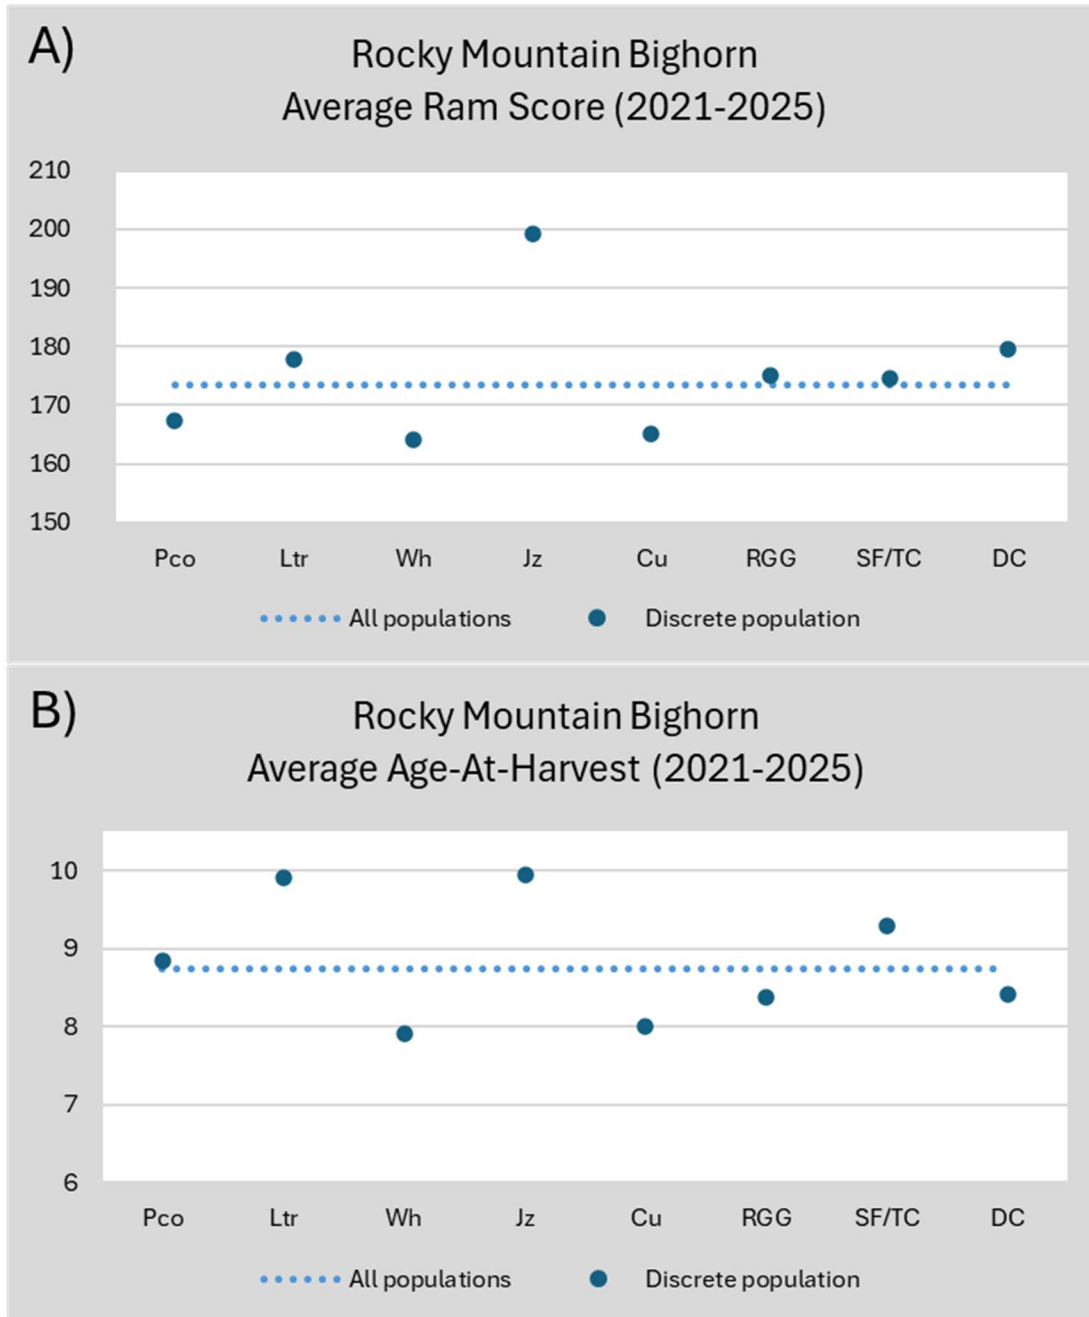 A)
Rocky Mountain Bighorn
Average Ram Score (2021-2025)
210
200
190
180
170
160
150
Pco Ltr Wh Jz Cu RGG SF/TC DC
All populations Discrete population
B)
Rocky Mountain Bighorn
Average Age-At-Harvest (2021-2025)
10
9
8
7
6
Pco Ltr Wh Jz Cu RGG SF/TC DC
All populations Discrete population